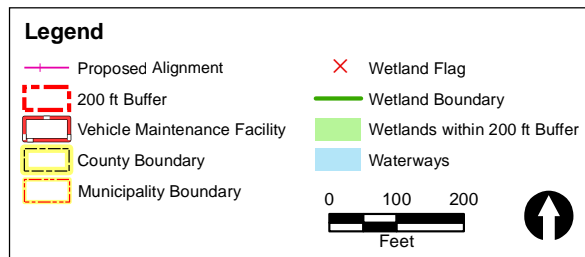 Legend
Proposed Alignment
200 ft Buffer
Vehicle Maintenance Facility
County Boundary
Municipality Boundary
Wetland Flag
Wetland Boundary
Wetlands within 200 ft Buffer
Waterways
0 100 200
Feet